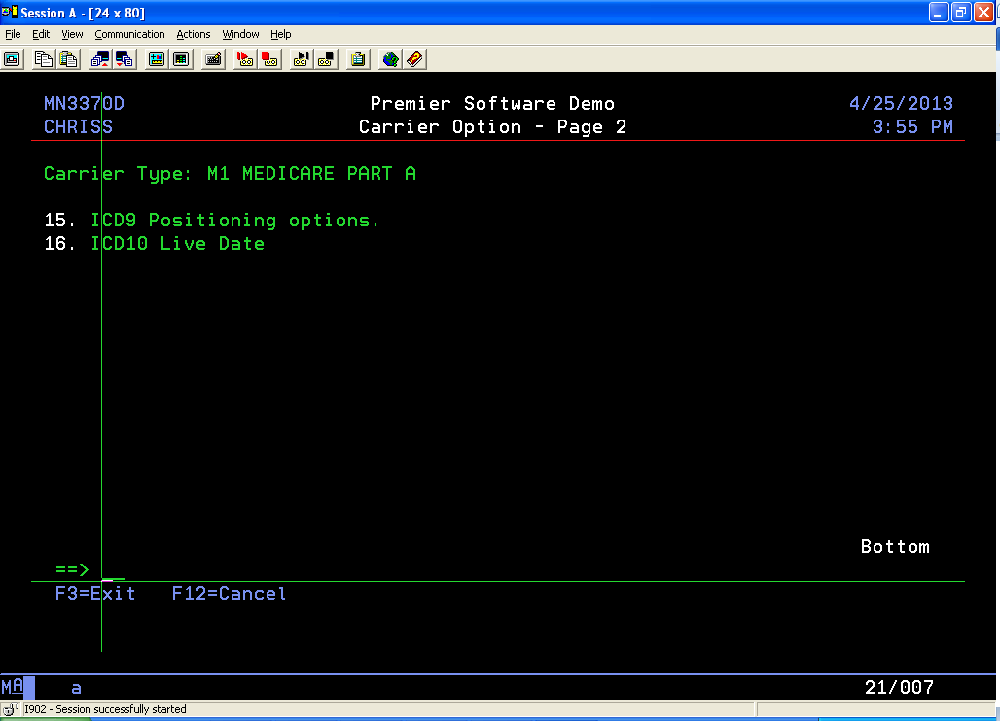 Session A - [24 x 80]
File Edit View Communication Actions Window Help
MN3370D Premier Software Demo 4/25/2013
CHRISS Carrier Option - Page 2 3:55 PM
Carrier Type: M1 MEDICARE PART A
15. ICD9 Positioning options.
16. ICD10 Live Date
Bottom
==>
F3=Exit F12=Cancel
MA a 21/007
I902 - Session successfully started